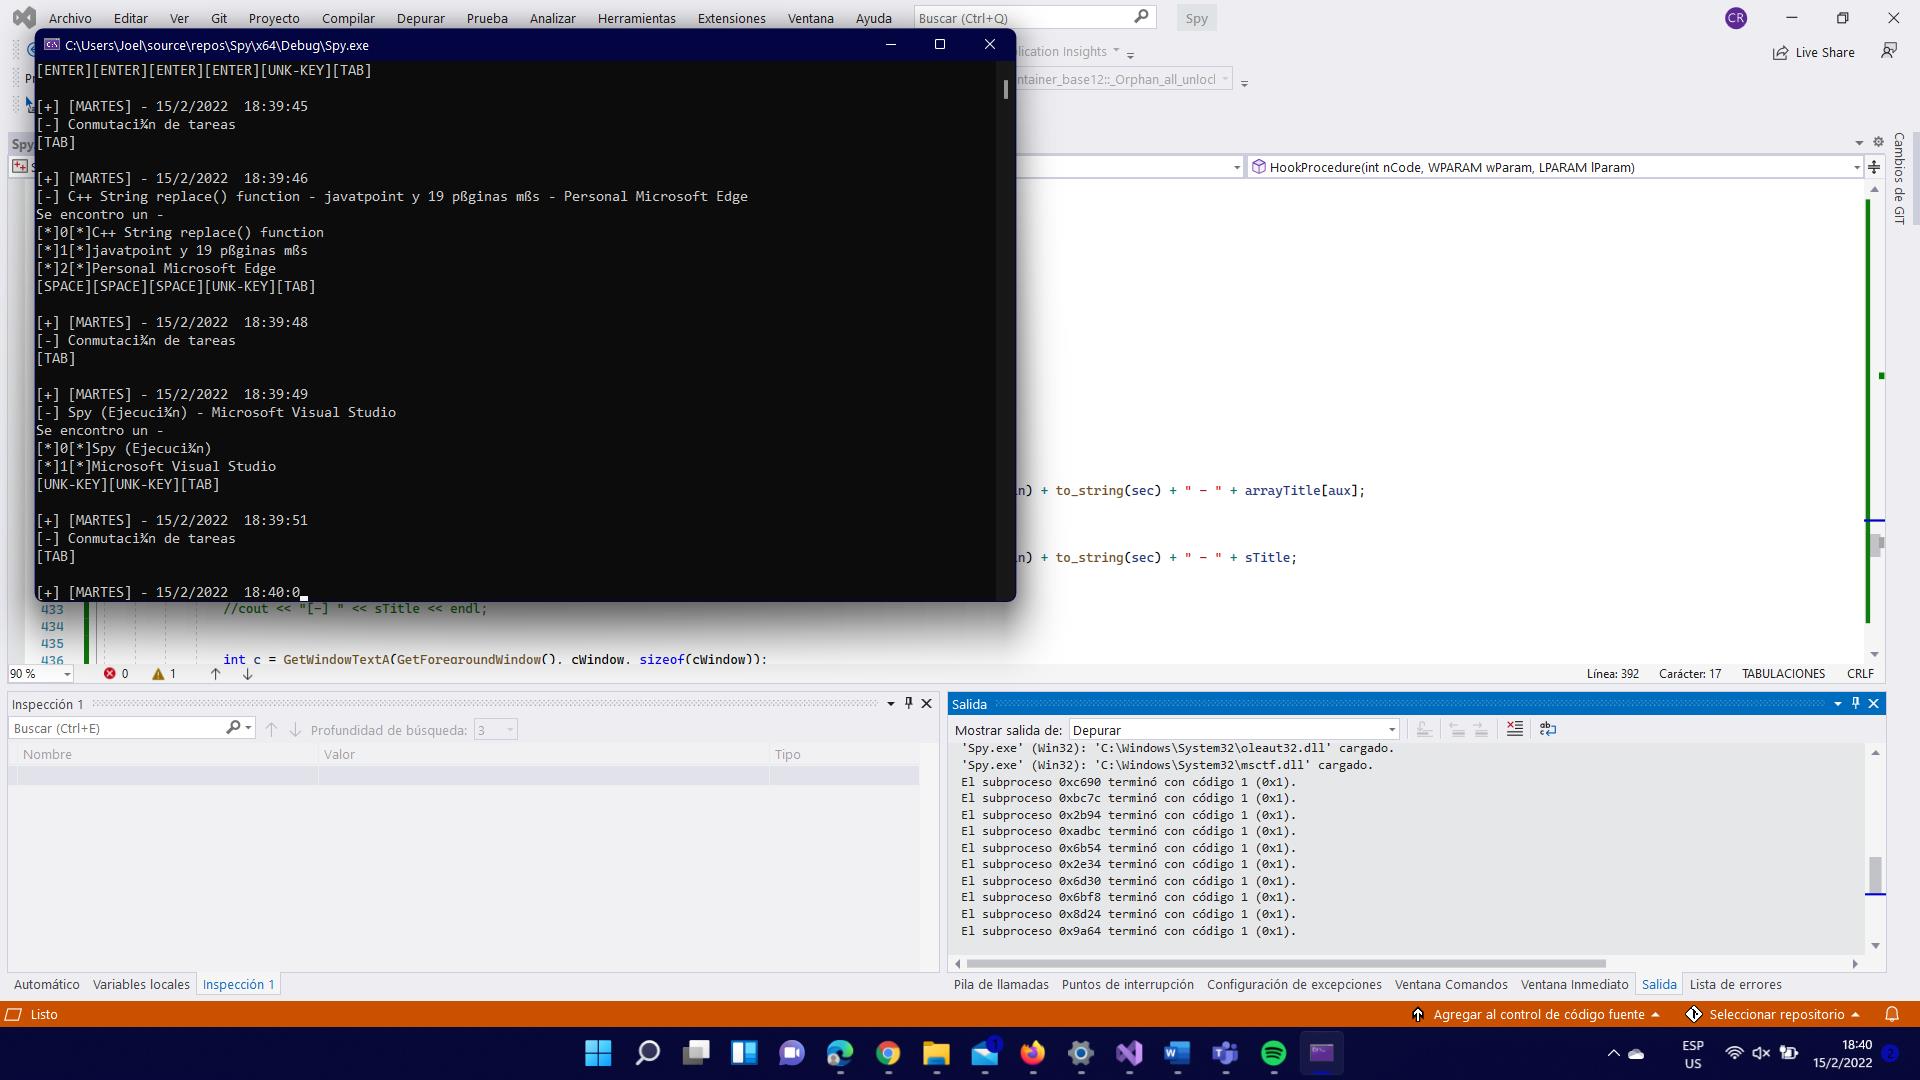 Archivo Editar Ver Git Proyecto Compilar Depurar Prueba Analizar Herramientas Extensiones Ventana Ayuda Buscar (Ctrl+Q) Spy CR
C:\Users\Joel\source\repos\Spy\x64\Debug\Spy.exe
plication Insights
Live Share
[ENTER][ENTER][ENTER][ENTER][UNK-KEY][TAB]
ntainer_base12::_Orphan_all_unlocl
[+] [MARTES] - 15/2/2022  18:39:45
[-] Conmutaci¾n de tareas
[TAB]
Spy
HookProcedure(int nCode, WPARAM wParam, LPARAM lParam)
Cambios de GIT
[+] [MARTES] - 15/2/2022  18:39:46
[-] C++ String replace() function - javatpoint y 19 pßginas mßs - Personal Microsoft Edge
Se encontro un -
[*]0[*]C++ String replace() function
[*]1[*]javatpoint y 19 pßginas mßs
[*]2[*]Personal Microsoft Edge
[SPACE][SPACE][SPACE][UNK-KEY][TAB]
[+] [MARTES] - 15/2/2022  18:39:48
[-] Conmutaci¾n de tareas
[TAB]
[+] [MARTES] - 15/2/2022  18:39:49
[-] Spy (Ejecuci¾n) - Microsoft Visual Studio
Se encontro un -
[*]0[*]Spy (Ejecuci¾n)
[*]1[*]Microsoft Visual Studio
[UNK-KEY][UNK-KEY][TAB]
[+] [MARTES] - 15/2/2022  18:39:51
[-] Conmutaci¾n de tareas
[TAB]
[+] [MARTES] - 15/2/2022  18:40:0
n) + to_string(sec) + " - " + arrayTitle[aux];
n) + to_string(sec) + " - " + sTitle;
433 //cout << "[-] " << sTitle << endl;
434
435
436 int c = GetWindowTextA(GetForegroundWindow(), cWindow, sizeof(cWindow));
90 % 0 1 Línea: 392 Carácter: 17 TABULACIONES CRLF
Inspección 1
Buscar (Ctrl+E) Profundidad de búsqueda: 3
Nombre Valor Tipo
Automático Variables locales Inspección 1
Salida
Mostrar salida de: Depurar
'Spy.exe' (Win32): 'C:\Windows\System32\oleaut32.dll' cargado.
'Spy.exe' (Win32): 'C:\Windows\System32\msctf.dll' cargado.
El subproceso 0xc690 terminó con código 1 (0x1).
El subproceso 0xbc7c terminó con código 1 (0x1).
El subproceso 0x2b94 terminó con código 1 (0x1).
El subproceso 0xadbc terminó con código 1 (0x1).
El subproceso 0x6b54 terminó con código 1 (0x1).
El subproceso 0x2e34 terminó con código 1 (0x1).
El subproceso 0x6d30 terminó con código 1 (0x1).
El subproceso 0x6bf8 terminó con código 1 (0x1).
El subproceso 0x8d24 terminó con código 1 (0x1).
El subproceso 0x9a64 terminó con código 1 (0x1).
Pila de llamadas Puntos de interrupción Configuración de excepciones Ventana Comandos Ventana Inmediato Salida Lista de errores
Listo Agregar al control de código fuente Seleccionar repositorio
1 ESP
US
18:40
15/2/2022 2